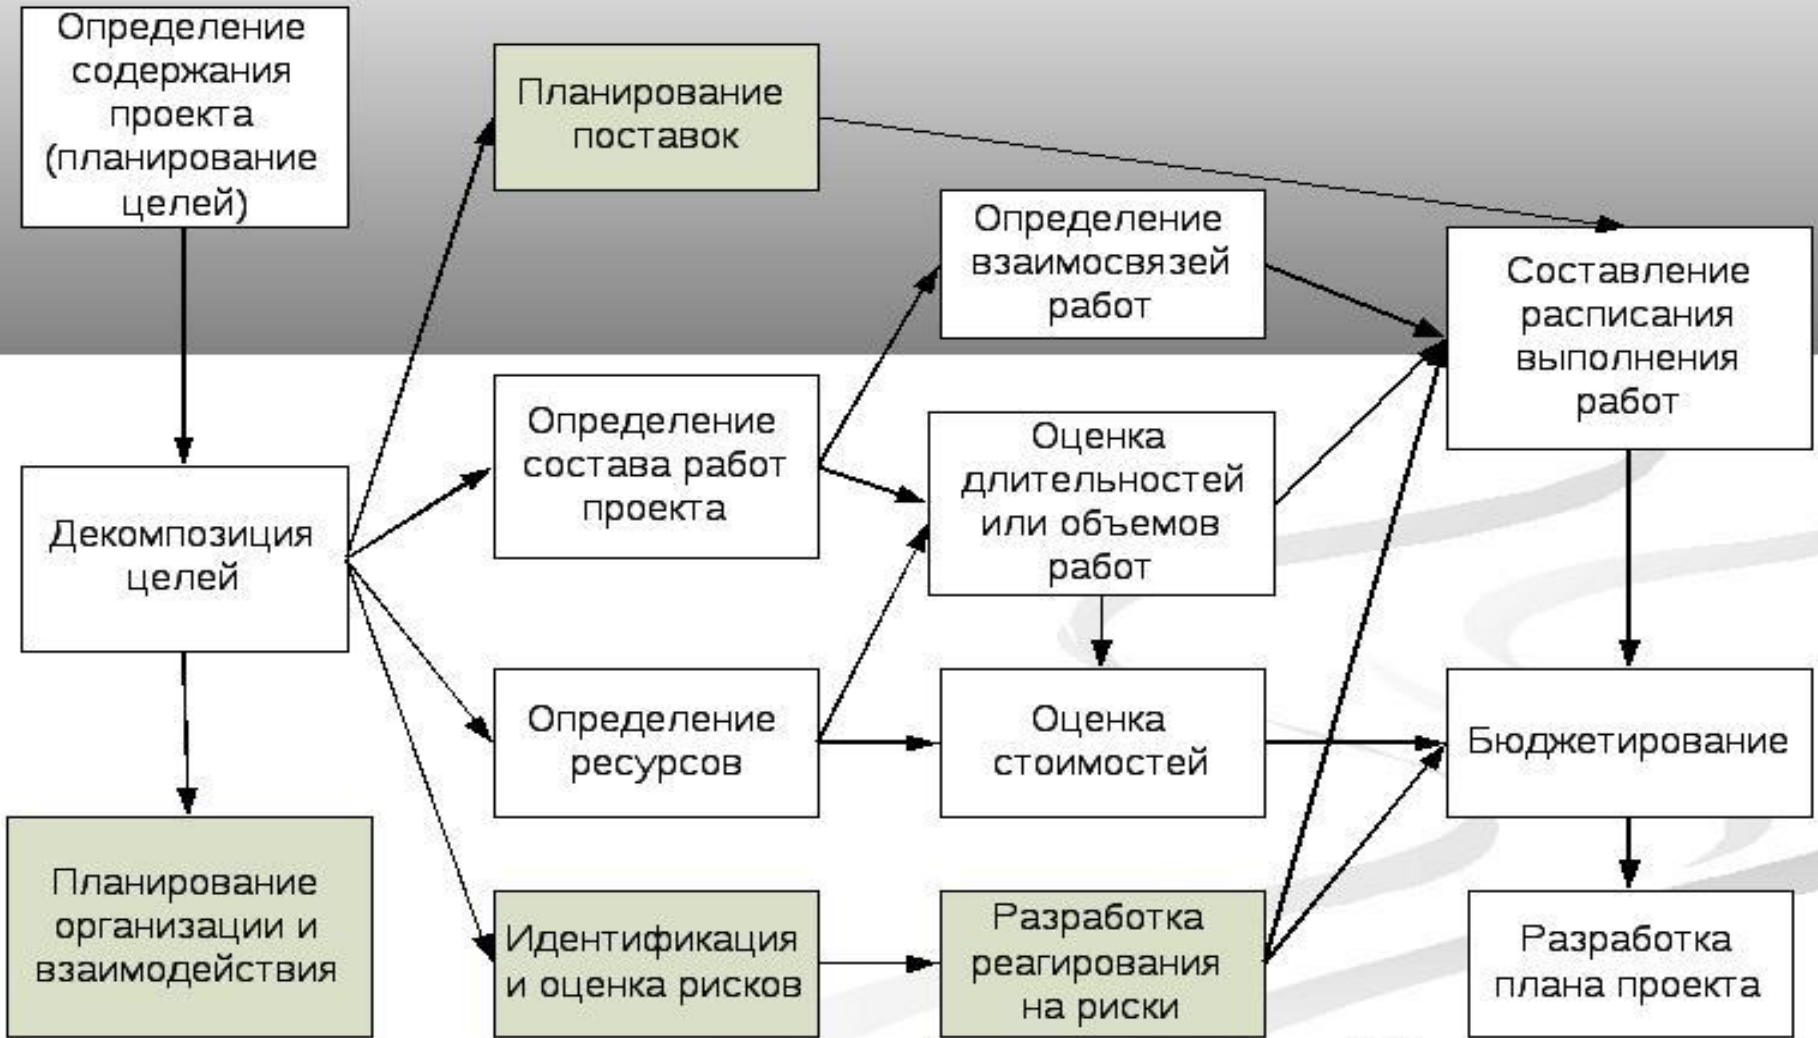 Определение
содержания
проекта
(планирование
целей)
Планирование
поставок
Определение
взаимосвязей
работ
Составление
расписания
выполнения
работ
Определение
состава работ
проекта
Оценка
длительностей
или объемов
работ
Декомпозиция
целей
Определение
ресурсов
Оценка
стоимостей
Бюджетирование
Планирование
организации и
взаимодействия
Идентификация
и оценка рисков
Разработка
реагирования
на риски
Разработка
плана проекта